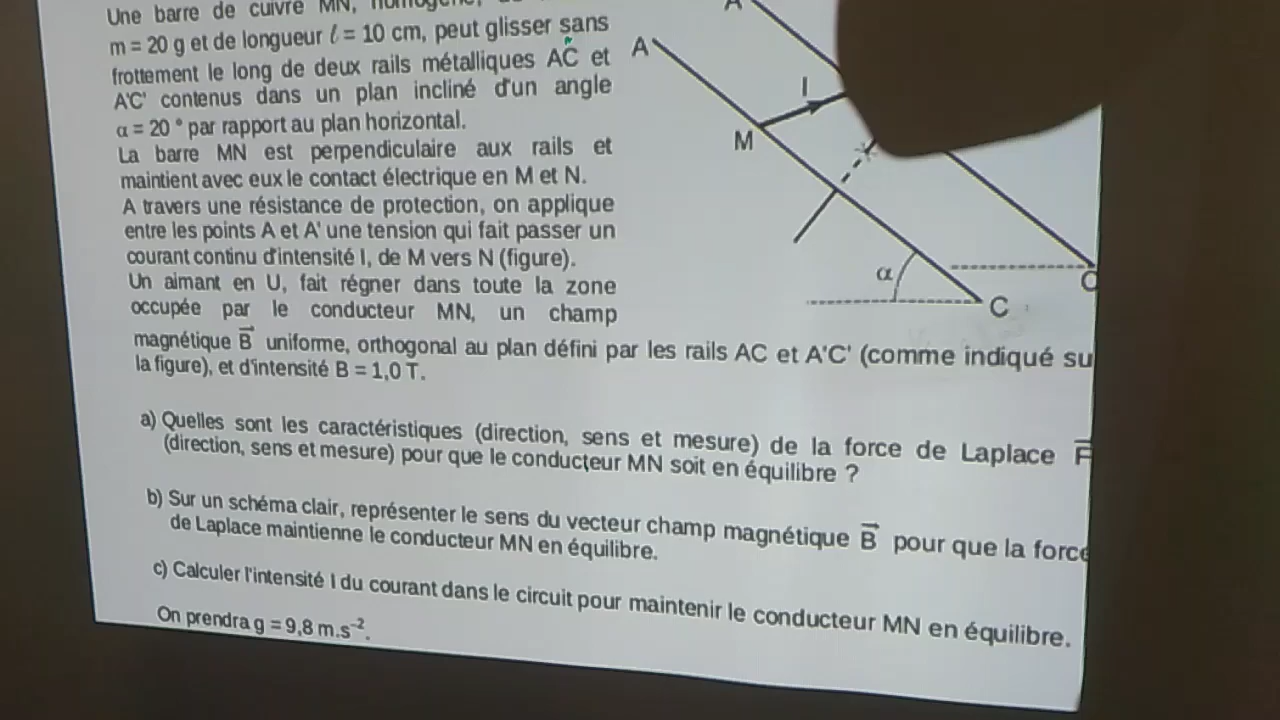 Une barre de cuivre MN,
m = 20 g et de longueur ℓ = 10 cm, peut glisser sans
frottement le long de deux rails métalliques AC et
A'C' contenus dans un plan incliné d'un angle
α = 20 ° par rapport au plan horizontal.
La barre MN est perpendiculaire aux rails et
maintient avec eux le contact électrique en M et N.
A travers une résistance de protection, on applique
entre les points A et A' une tension qui fait passer un
courant continu d'intensité I, de M vers N (figure).
Un aimant en U, fait régner dans toute la zone
occupée par le conducteur MN, un champ
magnétique B⃗ uniforme, orthogonal au plan défini par les rails AC et A'C' (comme indiqué su
la figure), et d'intensité B = 1,0 T.
A
A
I
M
α
C
C
a) Quelles sont les caractéristiques (direction, sens et mesure) de la force de Laplace F⃗
(direction, sens et mesure) pour que le conducteur MN soit en équilibre ?
b) Sur un schéma clair, représenter le sens du vecteur champ magnétique B⃗ pour que la force
de Laplace maintienne le conducteur MN en équilibre.
c) Calculer l'intensité I du courant dans le circuit pour maintenir le conducteur MN en équilibre.
On prendra g = 9,8 m.s⁻².